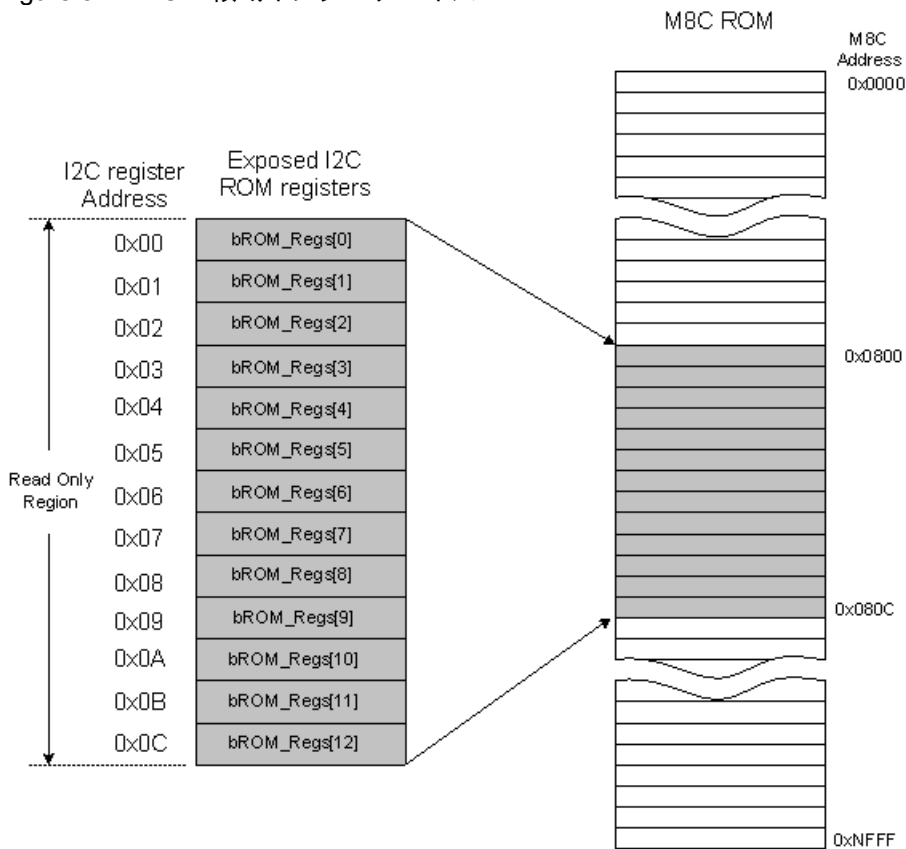 M8C ROM
M8C
Address
0x0000
I2C register
Address
Exposed I2C
ROM registers
0x00 bROM_Regs[0]
0x01 bROM_Regs[1]
0x02 bROM_Regs[2]
0x03 bROM_Regs[3]
0x04 bROM_Regs[4]
0x05 bROM_Regs[5]
0x06 bROM_Regs[6]
0x07 bROM_Regs[7]
0x08 bROM_Regs[8]
0x09 bROM_Regs[9]
0x0A bROM_Regs[10]
0x0B bROM_Regs[11]
0x0C bROM_Regs[12]
Read Only
Region
0x0800
0x080C
0xNFFF